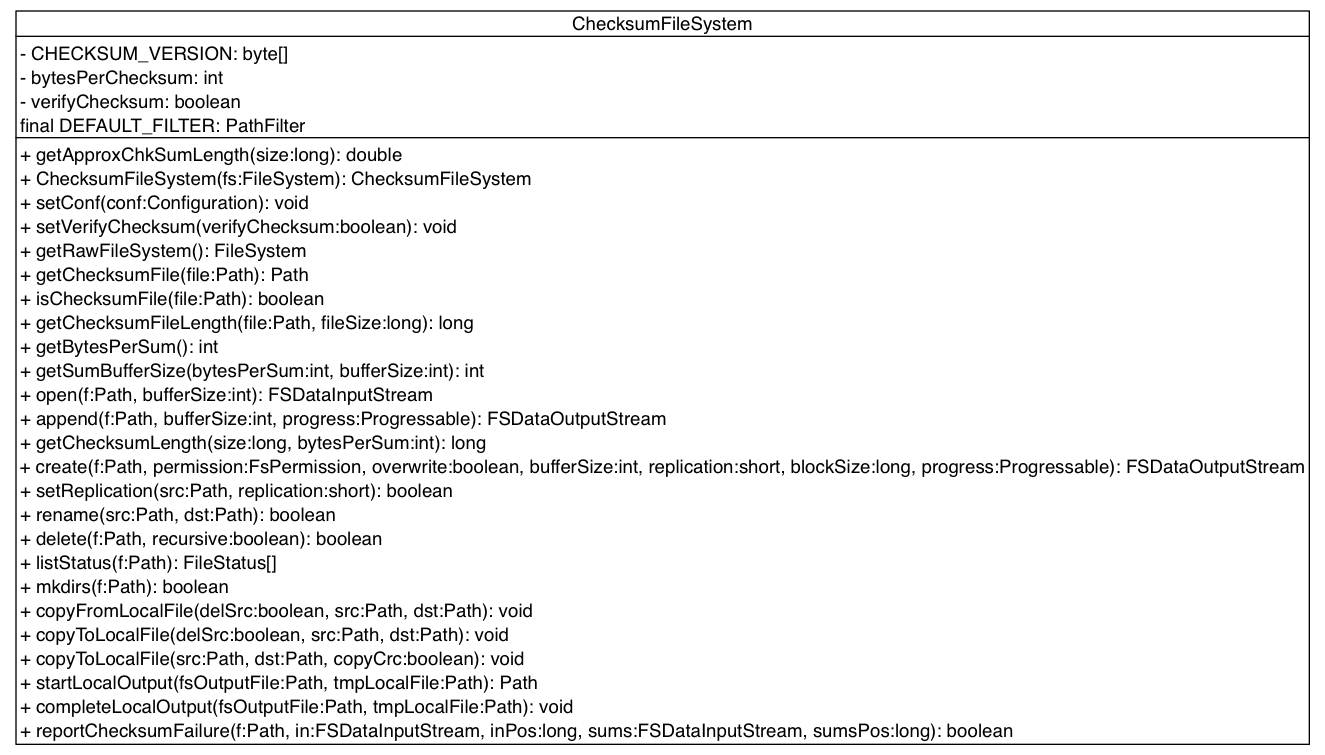 ChecksumFileSystem
- CHECKSUM_VERSION: byte[]
- bytesPerChecksum: int
- verifyChecksum: boolean
final DEFAULT_FILTER: PathFilter
+ getApproxChkSumLength(size:long): double
+ ChecksumFileSystem(fs:FileSystem): ChecksumFileSystem
+ setConf(conf:Configuration): void
+ setVerifyChecksum(verifyChecksum:boolean): void
+ getRawFileSystem(): FileSystem
+ getChecksumFile(file:Path): Path
+ isChecksumFile(file:Path): boolean
+ getChecksumFileLength(file:Path, fileSize:long): long
+ getBytesPerSum(): int
+ getSumBufferSize(bytesPerSum:int, bufferSize:int): int
+ open(f:Path, bufferSize:int): FSDataInputStream
+ append(f:Path, bufferSize:int, progress:Progressable): FSDataOutputStream
+ getChecksumLength(size:long, bytesPerSum:int): long
+ create(f:Path, permission:FsPermission, overwrite:boolean, bufferSize:int, replication:short, blockSize:long, progress:Progressable): FSDataOutputStream
+ setReplication(src:Path, replication:short): boolean
+ rename(src:Path, dst:Path): boolean
+ delete(f:Path, recursive:boolean): boolean
+ listStatus(f:Path): FileStatus[]
+ mkdirs(f:Path): boolean
+ copyFromLocalFile(delSrc:boolean, src:Path, dst:Path): void
+ copyToLocalFile(delSrc:boolean, src:Path, dst:Path): void
+ copyToLocalFile(src:Path, dst:Path, copyCrc:boolean): void
+ startLocalOutput(fsOutputFile:Path, tmpLocalFile:Path): Path
+ completeLocalOutput(fsOutputFile:Path, tmpLocalFile:Path): void
+ reportChecksumFailure(f:Path, in:FSDataInputStream, inPos:long, sums:FSDataInputStream, sumsPos:long): boolean